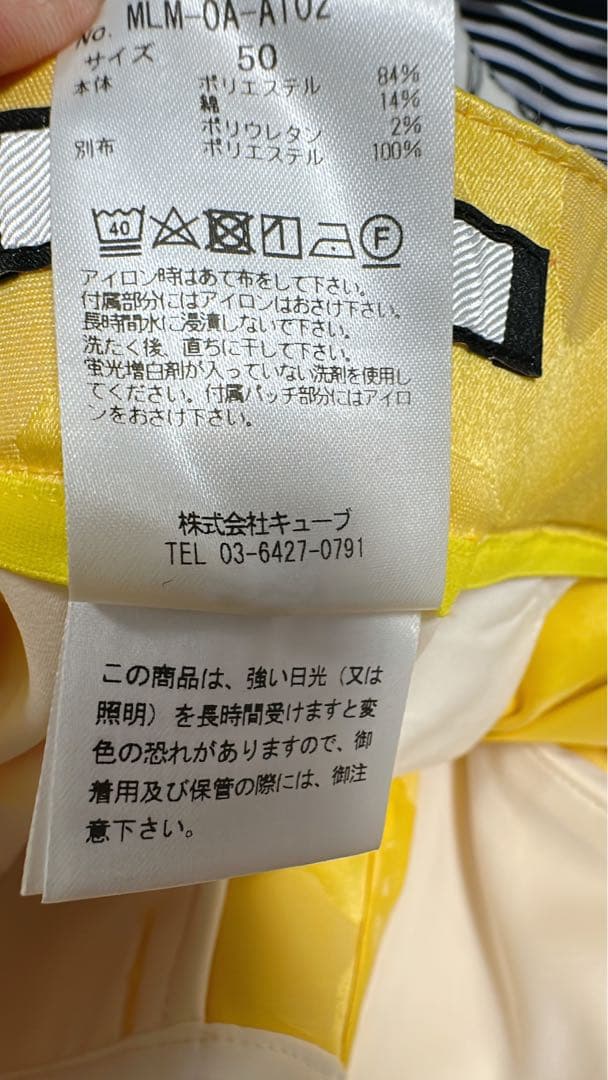 No. MLM-0A-AT02
サイズ 50
本体 ポリエステル 84%
綿 14%
ポリウレタン 2%
別布 ポリエステル 100%
40 F
アイロン時はあて布をして下さい。
付属部分にはアイロンはおさけ下さい。
長時間水に浸漬しないで下さい。
洗たく後、直ちに干して下さい。
蛍光増白剤が入っていない洗剤を使用し
てください。付属パッチ部分にはアイロ
ンをおさけ下さい。
株式会社キューブ
TEL 03-6427-0791
この商品は、強い日光（又は
照明）を長時間受けますと変
色の恐れがありますので、御
着用及び保管の際には、御注
意下さい。